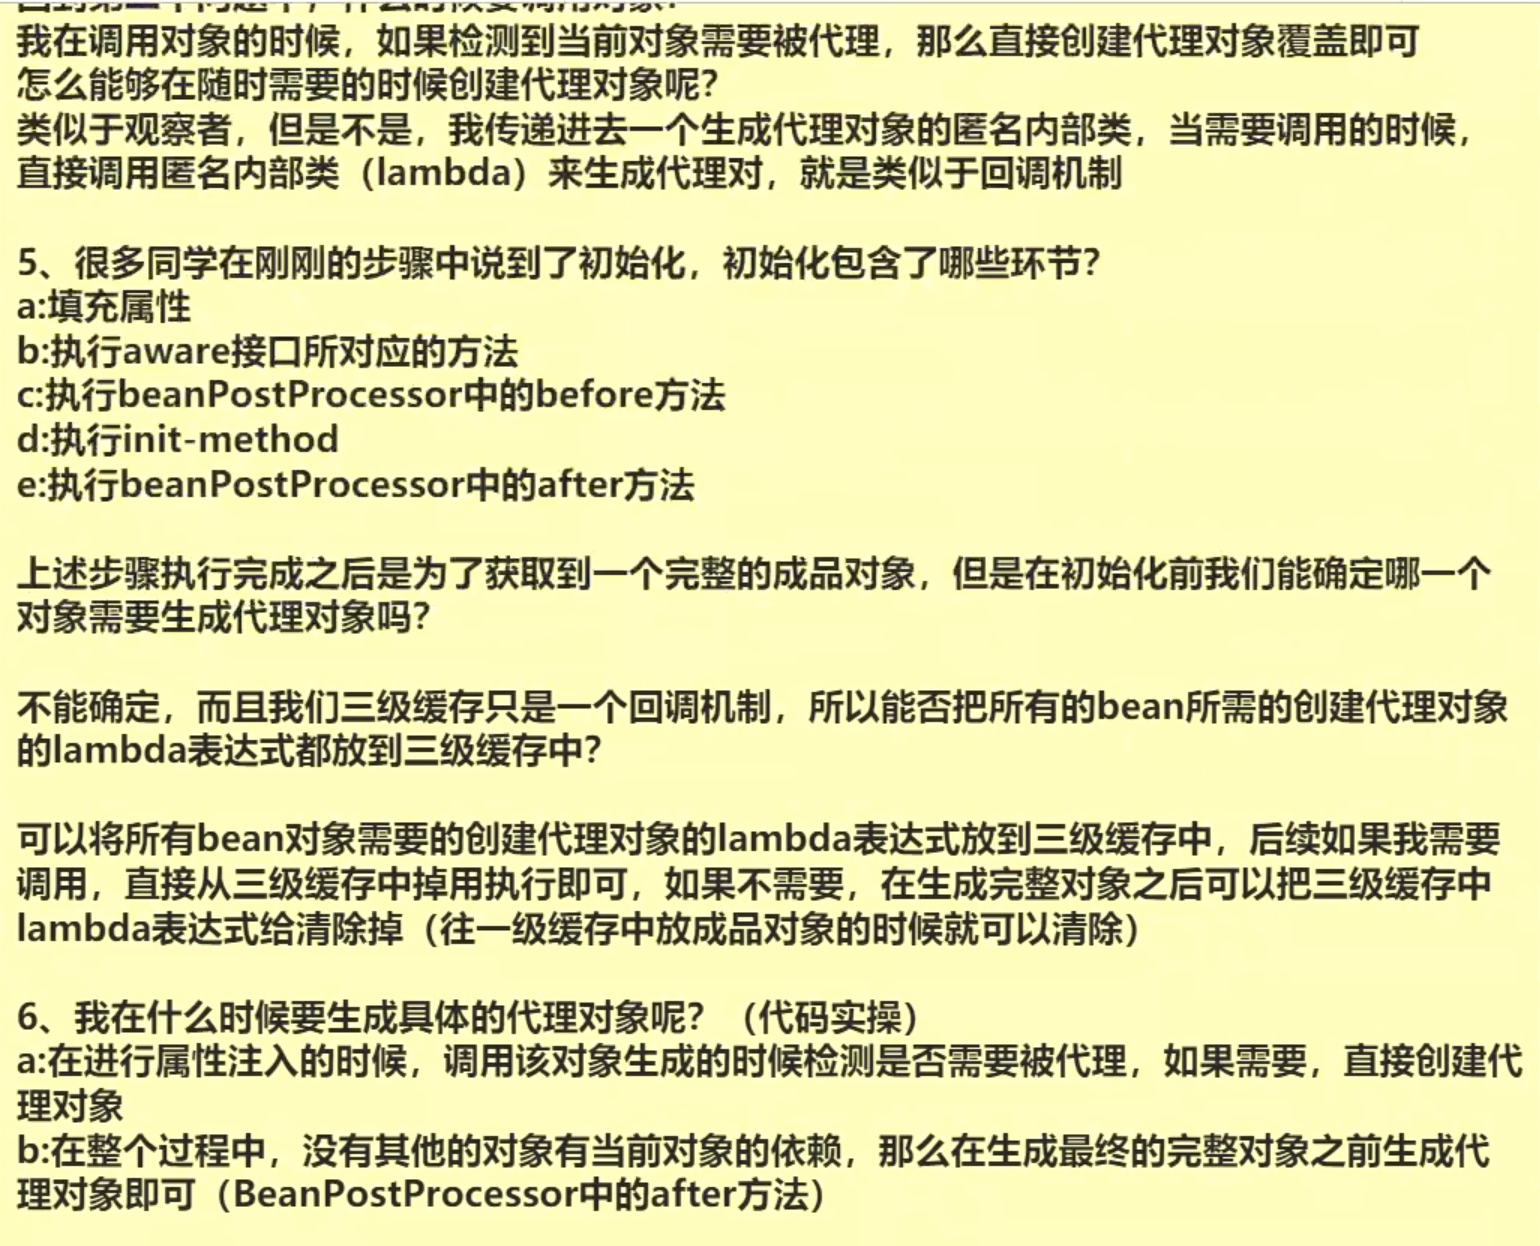 我在调用对象的时候，如果检测到当前对象需要被代理，那么直接创建代理对象覆盖即可
怎么能够在随时需要的时候创建代理对象呢？
类似于观察者，但是不是，我传递进去一个生成代理对象的匿名内部类，当需要调用的时候，
直接调用匿名内部类（lambda）来生成代理对，就是类似于回调机制
5、很多同学在刚刚的步骤中说到了初始化，初始化包含了哪些环节？
a:填充属性
b:执行aware接口所对应的方法
c:执行beanPostProcessor中的before方法
d:执行init-method
e:执行beanPostProcessor中的after方法
上述步骤执行完成之后是为了获取到一个完整的成品对象，但是在初始化前我们能确定哪一个
对象需要生成代理对象吗？
不能确定，而且我们三级缓存只是一个回调机制，所以能否把所有的bean所需的创建代理对象
的lambda表达式都放到三级缓存中？
可以将所有bean对象需要的创建代理对象的lambda表达式放到三级缓存中，后续如果我需要
调用，直接从三级缓存中掉用执行即可，如果不需要，在生成完整对象之后可以把三级缓存中
lambda表达式给清除掉（往一级缓存中放成品对象的时候就可以清除）
6、我在什么时候要生成具体的代理对象呢？（代码实操）
a:在进行属性注入的时候，调用该对象生成的时候检测是否需要被代理，如果需要，直接创建代
理对象
b:在整个过程中，没有其他的对象有当前对象的依赖，那么在生成最终的完整对象之前生成代
理对象即可（BeanPostProcessor中的after方法）